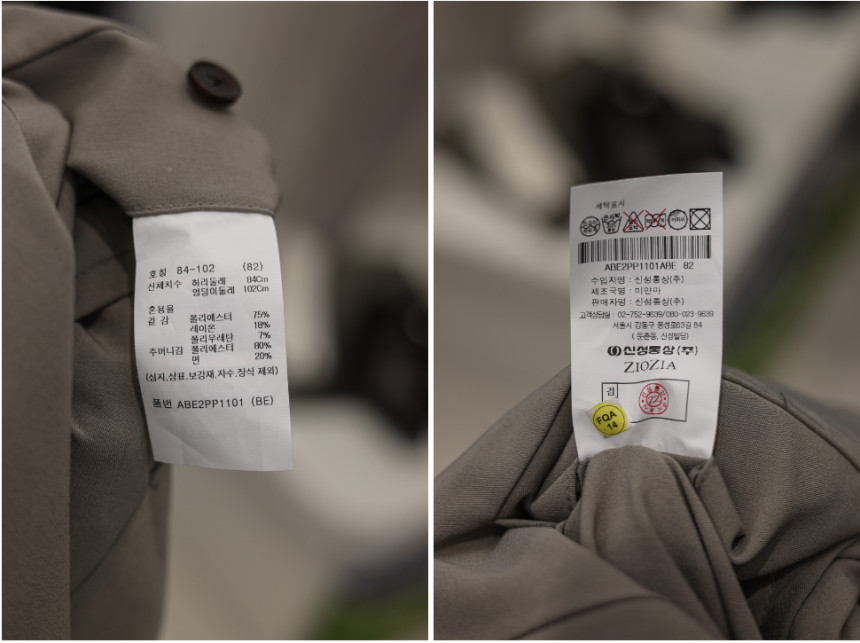 호칭 84-102 (82)
신체치수 허리둘레 84Cm
엉덩이둘레 102Cm
혼용율
겉 감 폴리에스터 75%
레이온 18%
폴리우레탄 7%
주머니감 폴리에스터 80%
면 20%
(심지,상표,보강재,자수,장식 제외)
품번 ABE2PP1101 (BE)
세탁표시
ABE2PP1101ABE 82
수입자명 : 신성통상(주)
제조국명 : 미얀마
판매자명 : 신성통상(주)
고객상담실 : 02-752-9639/080-023-9639
서울시 강동구 풍성로63길 84
( 둔촌동, 신성빌딩)
신성통상(주)
ZIOZIA
검
FQA
14